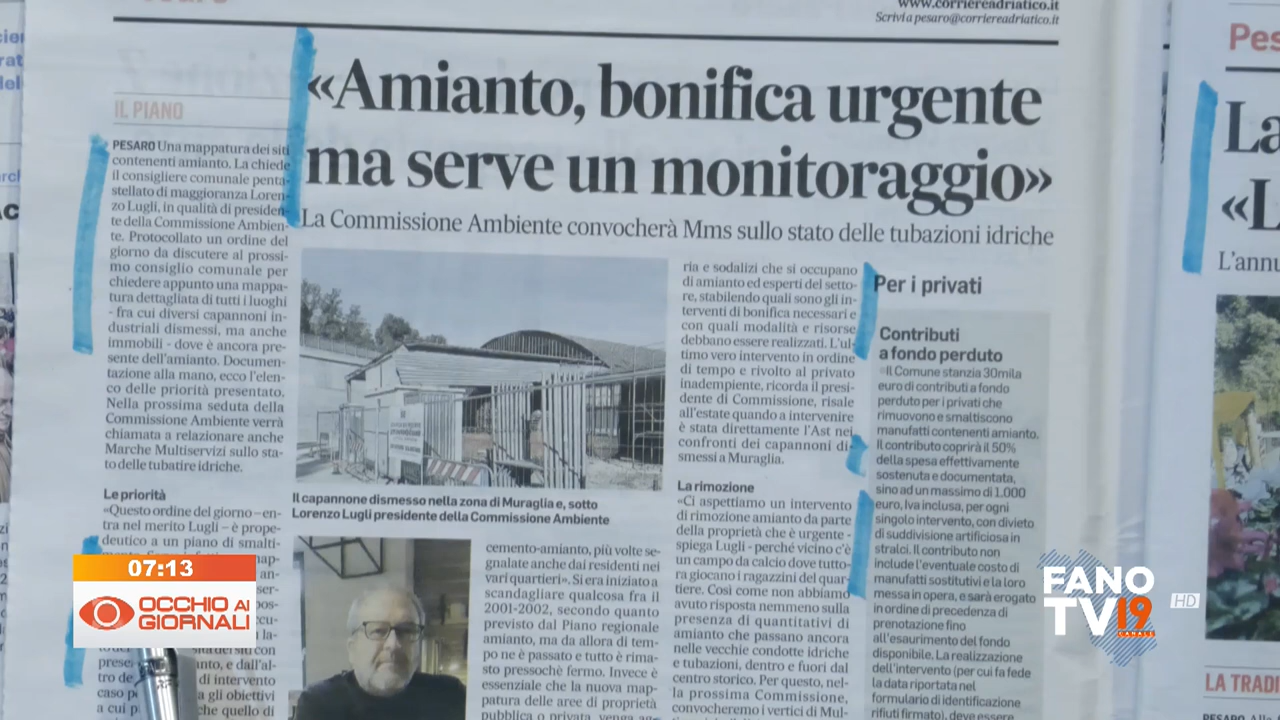 www.corriereadriatico.it
Scrivi a pesaro@corriereadriatico.it
IL PIANO
«Amianto, bonifica urgente
ma serve un monitoraggio»
La Commissione Ambiente convocherà Mms sullo stato delle tubazioni idriche
PESARO Una mappatura dei siti
contenenti amianto. La chiede
il consigliere comunale penta-
stellato di maggioranza Loren-
zo Lugli, in qualità di presiden-
te della Commissione Ambien-
te. Protocollato un ordine del
giorno da discutere al prossi-
mo consiglio comunale per
chiedere appunto una mappa-
tura dettagliata di tutti i luoghi
- fra cui diversi capannoni in-
dustriali dismessi, ma anche
immobili - dove è ancora pre-
sente dell'amianto. Documen-
tazione alla mano, ecco l'elen-
co delle priorità presentato.
Nella prossima seduta della
Commissione Ambiente verrà
chiamata a relazionare anche
Marche Multiservizi sullo sta-
to delle tubatire idriche.
Le priorità
«Questo ordine del giorno – en-
tra nel merito Lugli – è prope-
deutico a un piano di smalti-
Il capannone dismesso nella zona di Muraglia e, sotto
Lorenzo Lugli presidente della Commissione Ambiente
di intervento
a gli obiettivi
che quello di
cemento-amianto, più volte se-
gnalate anche dai residenti nei
vari quartieri». Si era iniziato a
scandagliare qualcosa fra il
2001-2002, secondo quanto
previsto dal Piano regionale
amianto, ma da allora di tem-
po ne è passato e tutto è rima-
sto pressoché fermo. Invece è
essenziale che la nuova map-
patura delle aree di proprietà
pubblica o privata, venga
ria e sodalizi che si occupano
di amianto ed esperti del setto-
re, stabilendo quali sono gli in-
terventi di bonifica necessari e
con quali modalità e risorse
debbano essere realizzati. L'ul-
timo vero intervento in ordine
di tempo e rivolto al privato
inadempiente, ricorda il presi-
dente di Commissione, risale
all'estate quando a intervenire
è stata direttamente l'Ast nei
confronti dei capannoni di-
smessi a Muraglia.
La rimozione
«Ci aspettiamo un intervento
di rimozione amianto da parte
della proprietà che è urgente -
spiega Lugli - perché vicino c'è
un campo da calcio dove tutto-
ra giocano i ragazzini del quar-
tiere. Così come non abbiamo
avuto risposta nemmeno sulla
presenza di quantitativi di
amianto che passano ancora
nelle vecchie condotte idriche
e tubazioni, dentro e fuori dal
centro storico. Per questo, nel-
la prossima Commissione,
convocheremo i vertici di Mul-
Per i privati
Contributi
a fondo perduto
Il Comune stanzia 30mila
euro di contributi a fondo
perduto per i privati che
rimuovono e smaltiscono
manufatti contenenti amianto.
Il contributo coprirà il 50%
della spesa effettivamente
sostenuta e documentata,
sino ad un massimo di 1.000
euro, Iva inclusa, per ogni
singolo intervento, con divieto
di suddivisione artificiosa in
stralci. Il contributo non
include l'eventuale costo di
manufatti sostitutivi e la loro
messa in opera, e sarà erogato
in ordine di precedenza di
prenotazione fino
all'esaurimento del fondo
disponibile. La realizzazione
dell'intervento (per cui fa fede
la data riportata nel
formulario di identificazione
rifiuti firmato), deve essere
Pes
La
«L
L'annu
LA TRADI
07:13
OCCHIO AI
GIORNALI
FANO
TV19
CANALE
HD